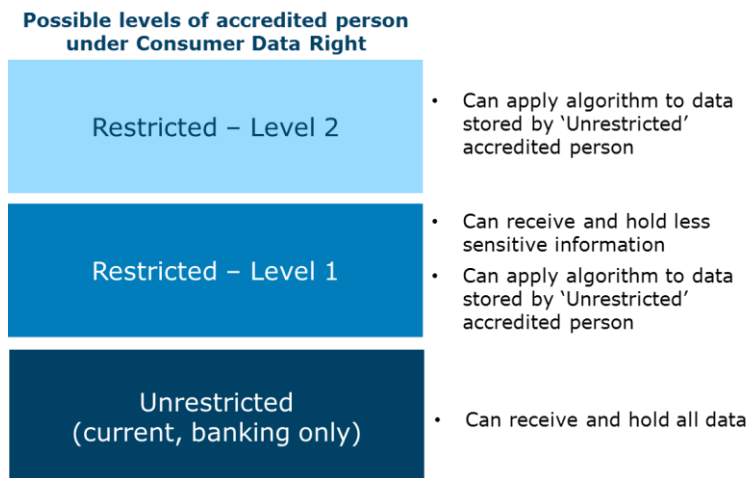 Possible levels of accredited person
under Consumer Data Right
Restricted – Level 2
• Can apply algorithm to data
stored by ‘Unrestricted’
accredited person
Restricted – Level 1
• Can receive and hold less
sensitive information
• Can apply algorithm to data
stored by ‘Unrestricted’
accredited person
Unrestricted
(current, banking only)
• Can receive and hold all data